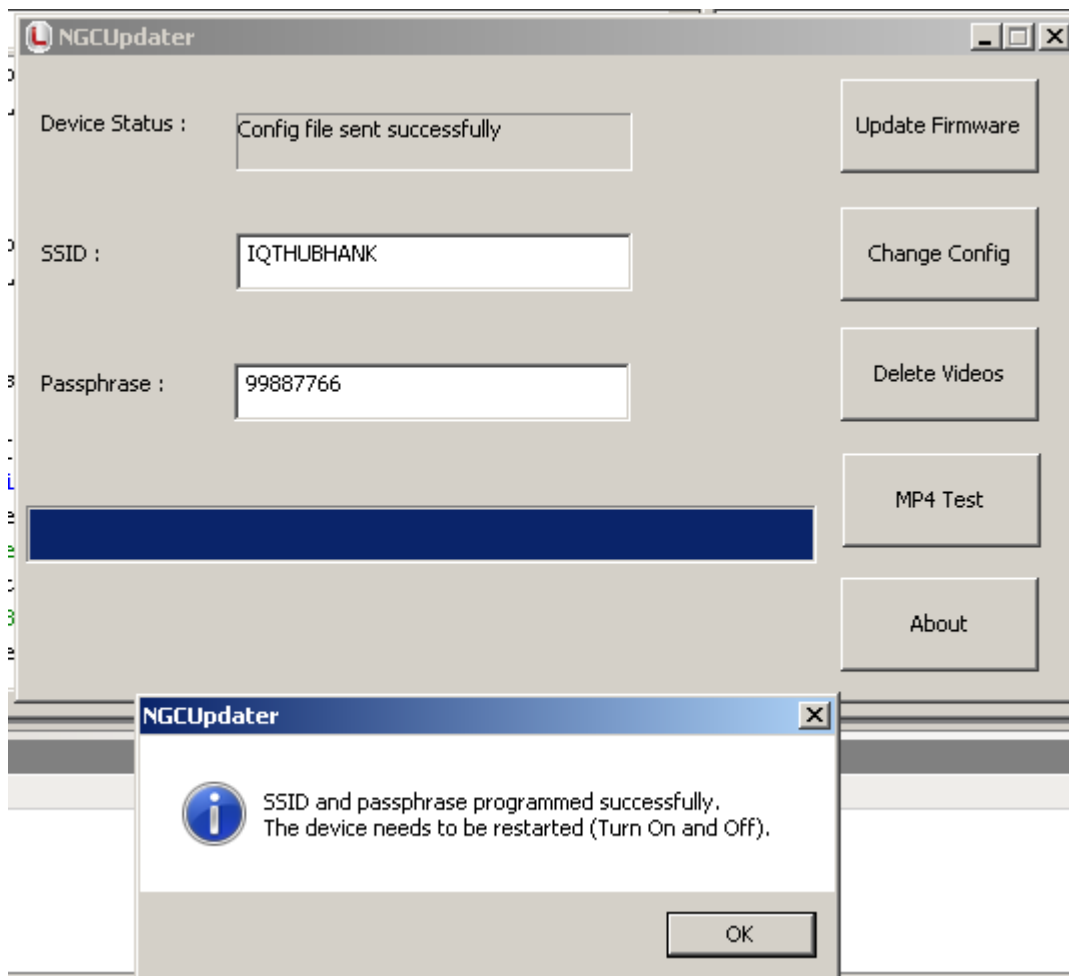 NGCUpdater
Device Status :
Config file sent successfully
Update Firmware
SSID :
IQTHUBHANK
Change Config
Passphrase :
99887766
Delete Videos
MP4 Test
About
NGCUpdater
SSID and passphrase programmed successfully.
The device needs to be restarted (Turn On and Off).
OK